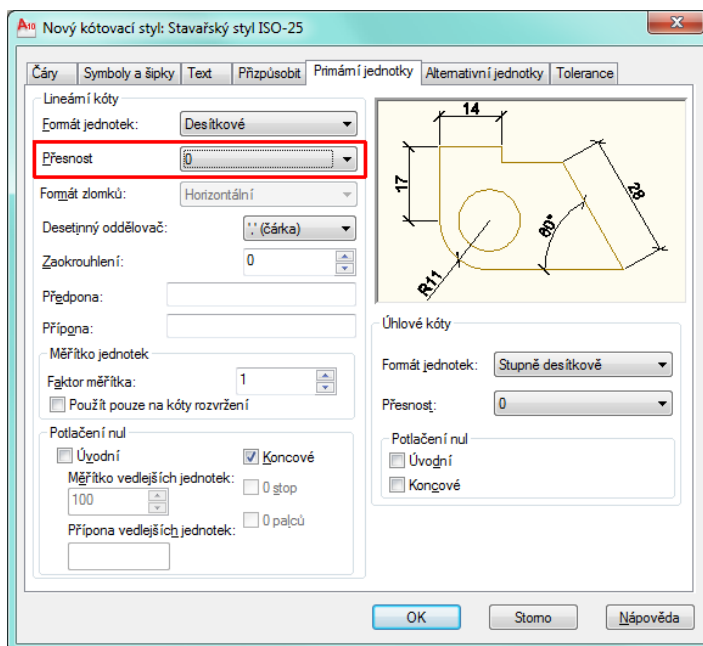 A10 Nový kótovací styl: Stavařský styl ISO-25
Čáry Symboly a šipky Text Přizpůsobit Primární jednotky Alternativní jednotky Tolerance
Lineární kóty
Formát jednotek: Desítkové
Přesnost 0
Formát zlomků: Horizontální
Desetinný oddělovač: ',' (čárka)
Zaokrouhlení: 0
Předpona:
Přípona:
Měřítko jednotek
Faktor měřítka: 1
Použít pouze na kóty rozvržení
Potlačení nul
Úvodní
Koncové
Měřítko vedlejších jednotek:
100
0 stop
0 palců
Přípona vedlejších jednotek:
14
17
28
60°
R11
Úhlové kóty
Formát jednotek: Stupně desítkově
Přesnost: 0
Potlačení nul
Úvodní
Koncové
OK Storno Nápověda